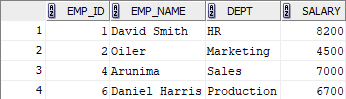 EMP_ID EMP_NAME DEPT SALARY
1 1 David Smith HR 8200
2 2 Oiler Marketing 4500
3 4 Arunima Sales 7000
4 6 Daniel Harris Production 6700